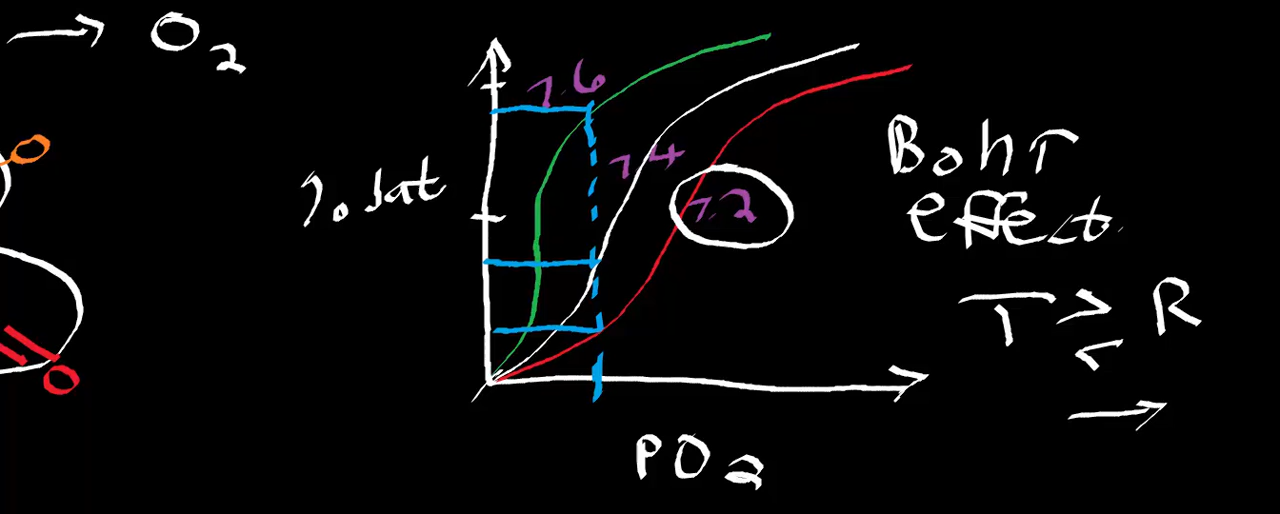 → O2
O
7.6
7.4
% sat
7.2
Bohr
effect.
T ⇄ R
→
O
PO2